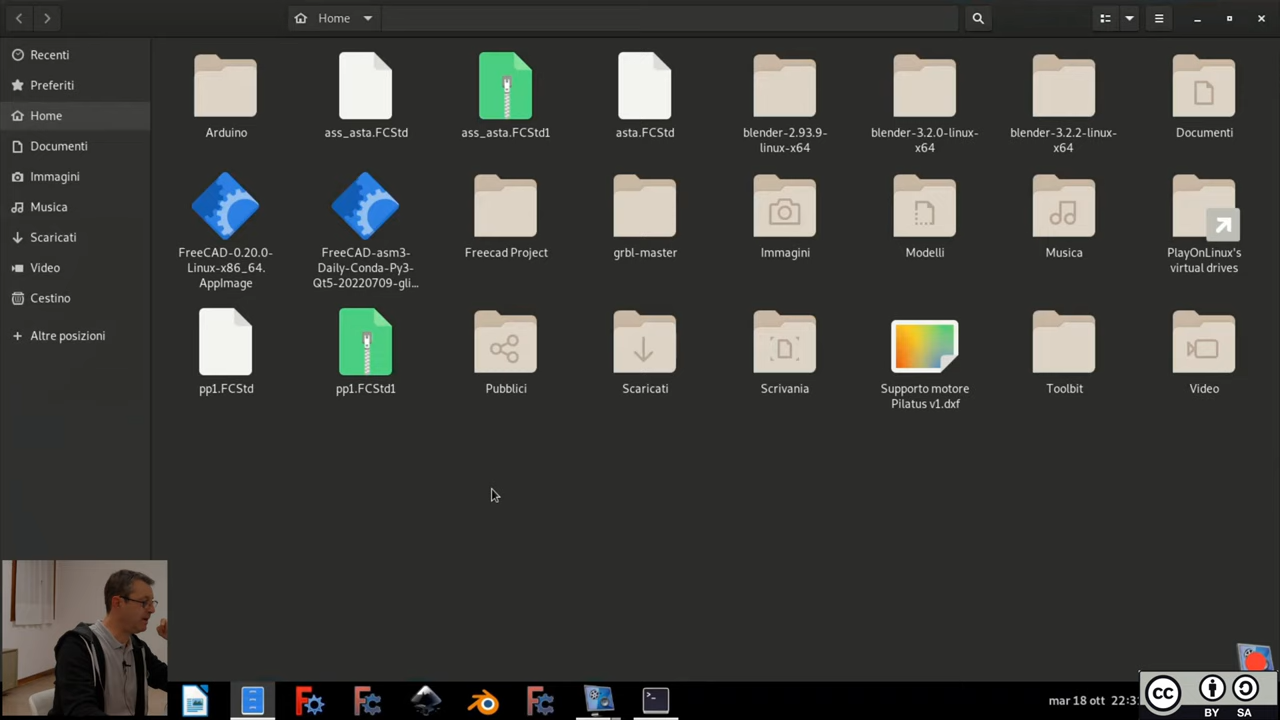 Home
Recenti
Preferiti
Home
Documenti
Immagini
Musica
Scaricati
Video
Cestino
+ Altre posizioni
Arduino
ass_asta.FCStd
ass_asta.FCStd1
asta.FCStd
blender-2.93.9-
linux-x64
blender-3.2.0-linux-
x64
blender-3.2.2-linux-
x64
Documenti
FreeCAD-0.20.0-
Linux-x86_64.
AppImage
FreeCAD-asm3-
Daily-Conda-Py3-
Qt5-20220709-gli...
Freecad Project
grbl-master
Immagini
Modelli
Musica
PlayOnLinux's
virtual drives
pp1.FCStd
pp1.FCStd1
Pubblici
Scaricati
Scrivania
Supporto motore
Pilatus v1.dxf
Toolbit
Video
mar 18 ott
cc
BY SA